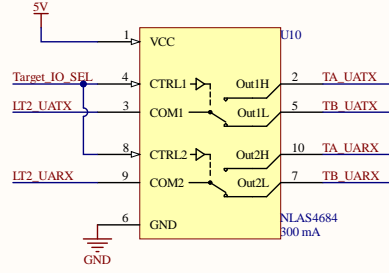 5V
U10
1 VCC
Target_IO_SEL 4 CTRL1 Out1H 2 TA_UATX
LT2_UATX 3 COM1 Out1L 5 TB_UATX
8 CTRL2 Out2H 10 TA_UARX
LT2_UARX 9 COM2 Out2L 7 TB_UARX
6 GND
NLAS4684
300 mA
GND